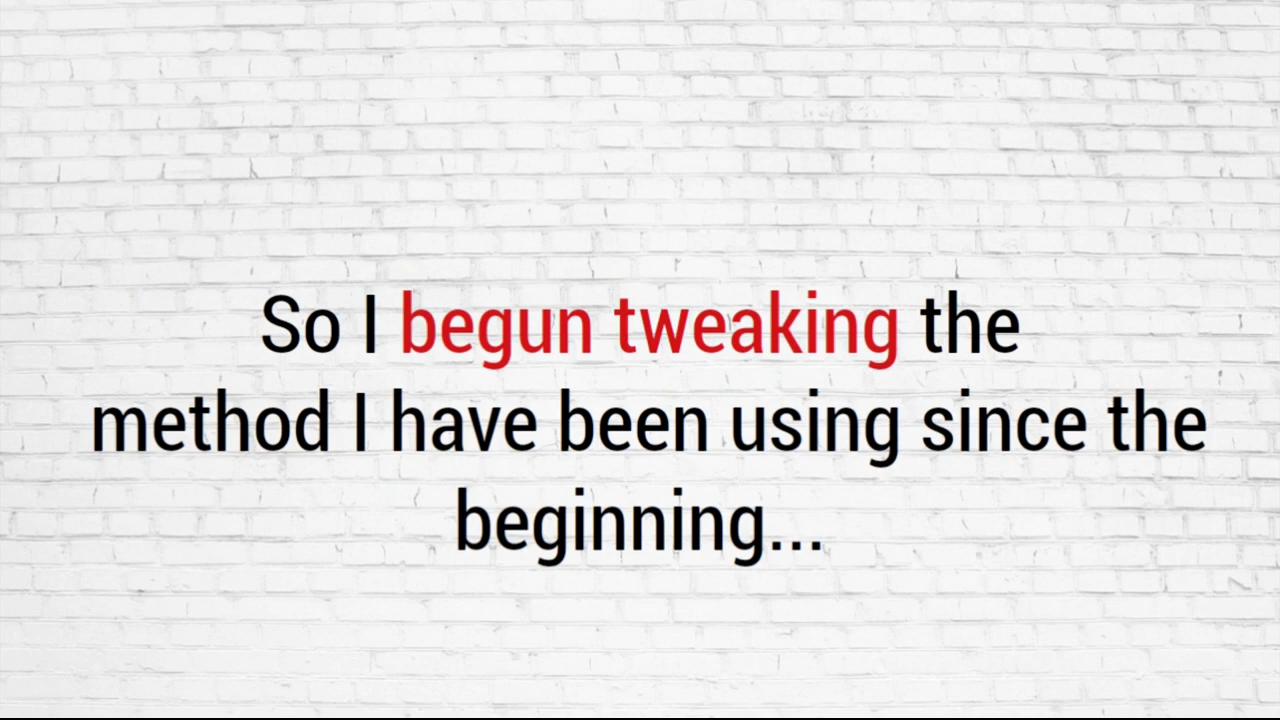 So I begun tweaking the
method I have been using since the
beginning...